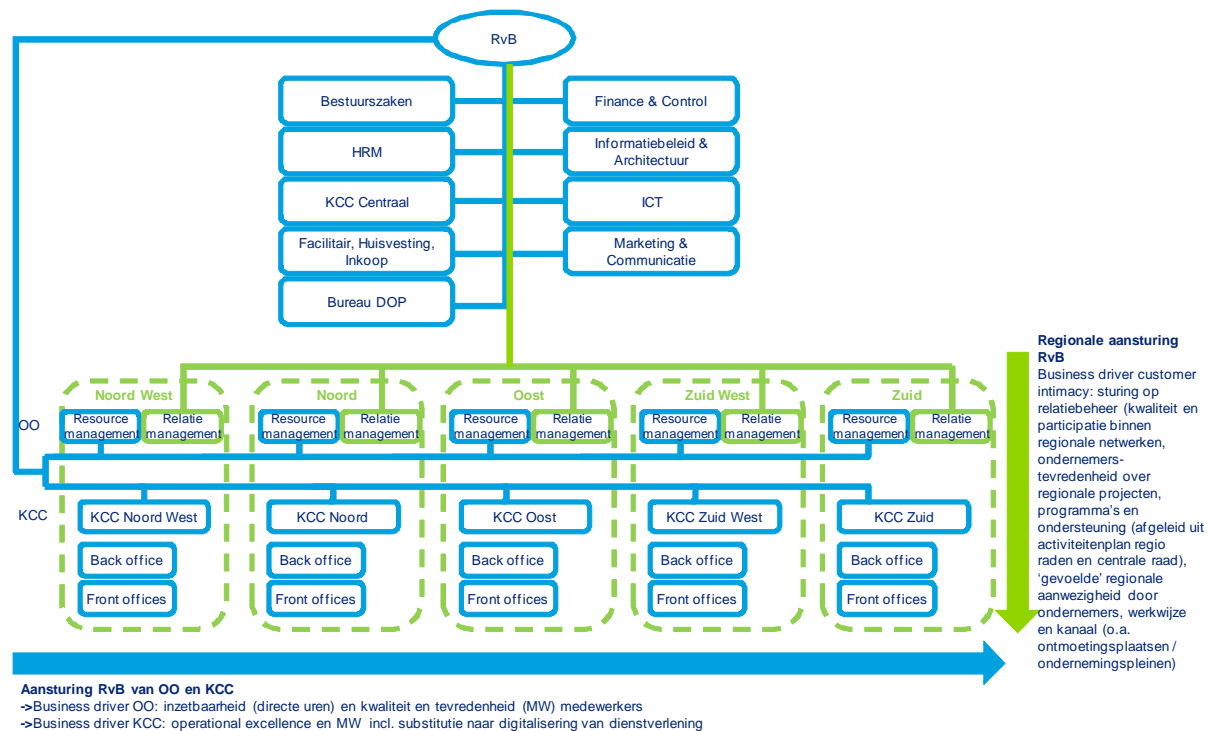 RvB
Bestuurszaken
Finance & Control
HRM
Informatiebeleid &
Architectuur
KCC Centraal
ICT
Facilitair, Huisvesting,
Inkoop
Marketing &
Communicatie
Bureau DOP
Noord West
Noord
Oost
Zuid West
Zuid
OO
Resource
management
Relatie
management
Resource
management
Relatie
management
Resource
management
Relatie
management
Resource
management
Relatie
management
Resource
management
Relatie
management
KCC
KCC Noord West
KCC Noord
KCC Oost
KCC Zuid West
KCC Zuid
Back office
Back office
Back office
Back office
Back office
Front offices
Front offices
Front offices
Front offices
Front offices
Regionale aansturing
RvB
Business driver customer
intimacy: sturing op
relatiebeheer (kwaliteit en
participatie binnen
regionale netwerken,
ondernemers-
tevredenheid over
regionale projecten,
programma's en
ondersteuning (afgeleid uit
activiteitenplan regio
raden en centrale raad),
'gevoelde' regionale
aanwezigheid door
ondernemers, werkwijze
en kanaal (o.a.
ontmoetingsplaatsen /
ondernemingspleinen)
Aansturing RvB van OO en KCC
->Business driver OO: inzetbaarheid (directe uren) en kwaliteit en tevredenheid (MW) medewerkers
->Business driver KCC: operational excellence en MW incl. substitutie naar digitalisering van dienstverlening